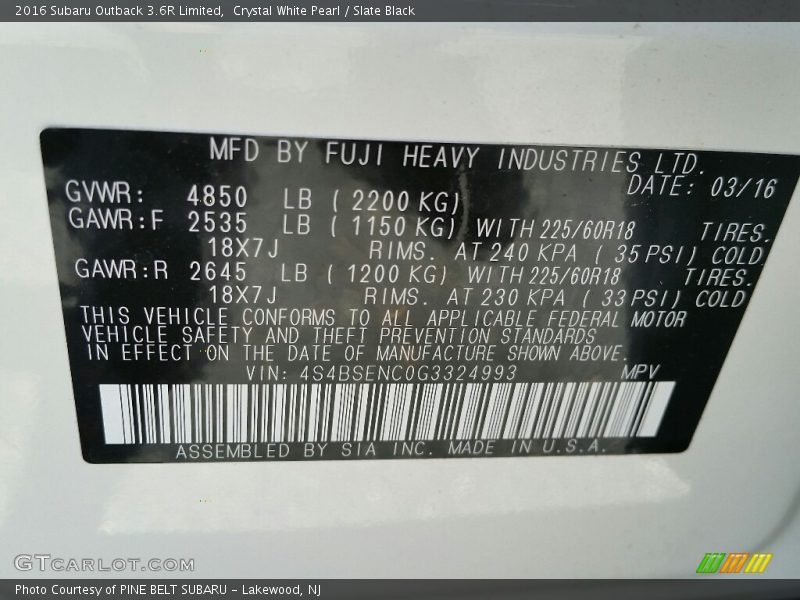 2016 Subaru Outback 3.6R Limited, Crystal White Pearl / Slate Black
MFD BY FUJI HEAVY INDUSTRIES LTD.
DATE: 03/16
GVWR: 4850 LB ( 2200 KG)
GAWR:F 2535 LB ( 1150 KG) WITH 225/60R18 TIRES.
18X7J RIMS. AT 240 KPA ( 35 PSI) COLD
GAWR:R 2645 LB ( 1200 KG) WITH 225/60R18 TIRES.
18X7J RIMS. AT 230 KPA ( 33 PSI) COLD
THIS VEHICLE CONFORMS TO ALL APPLICABLE FEDERAL MOTOR
VEHICLE SAFETY AND THEFT PREVENTION STANDARDS
IN EFFECT ON THE DATE OF MANUFACTURE SHOWN ABOVE.
VIN: 4S4BSENC0G3324993 MPV
ASSEMBLED BY SIA INC. MADE IN U.S.A.
GTCARLOT.COM
Photo Courtesy of PINE BELT SUBARU - Lakewood, NJ